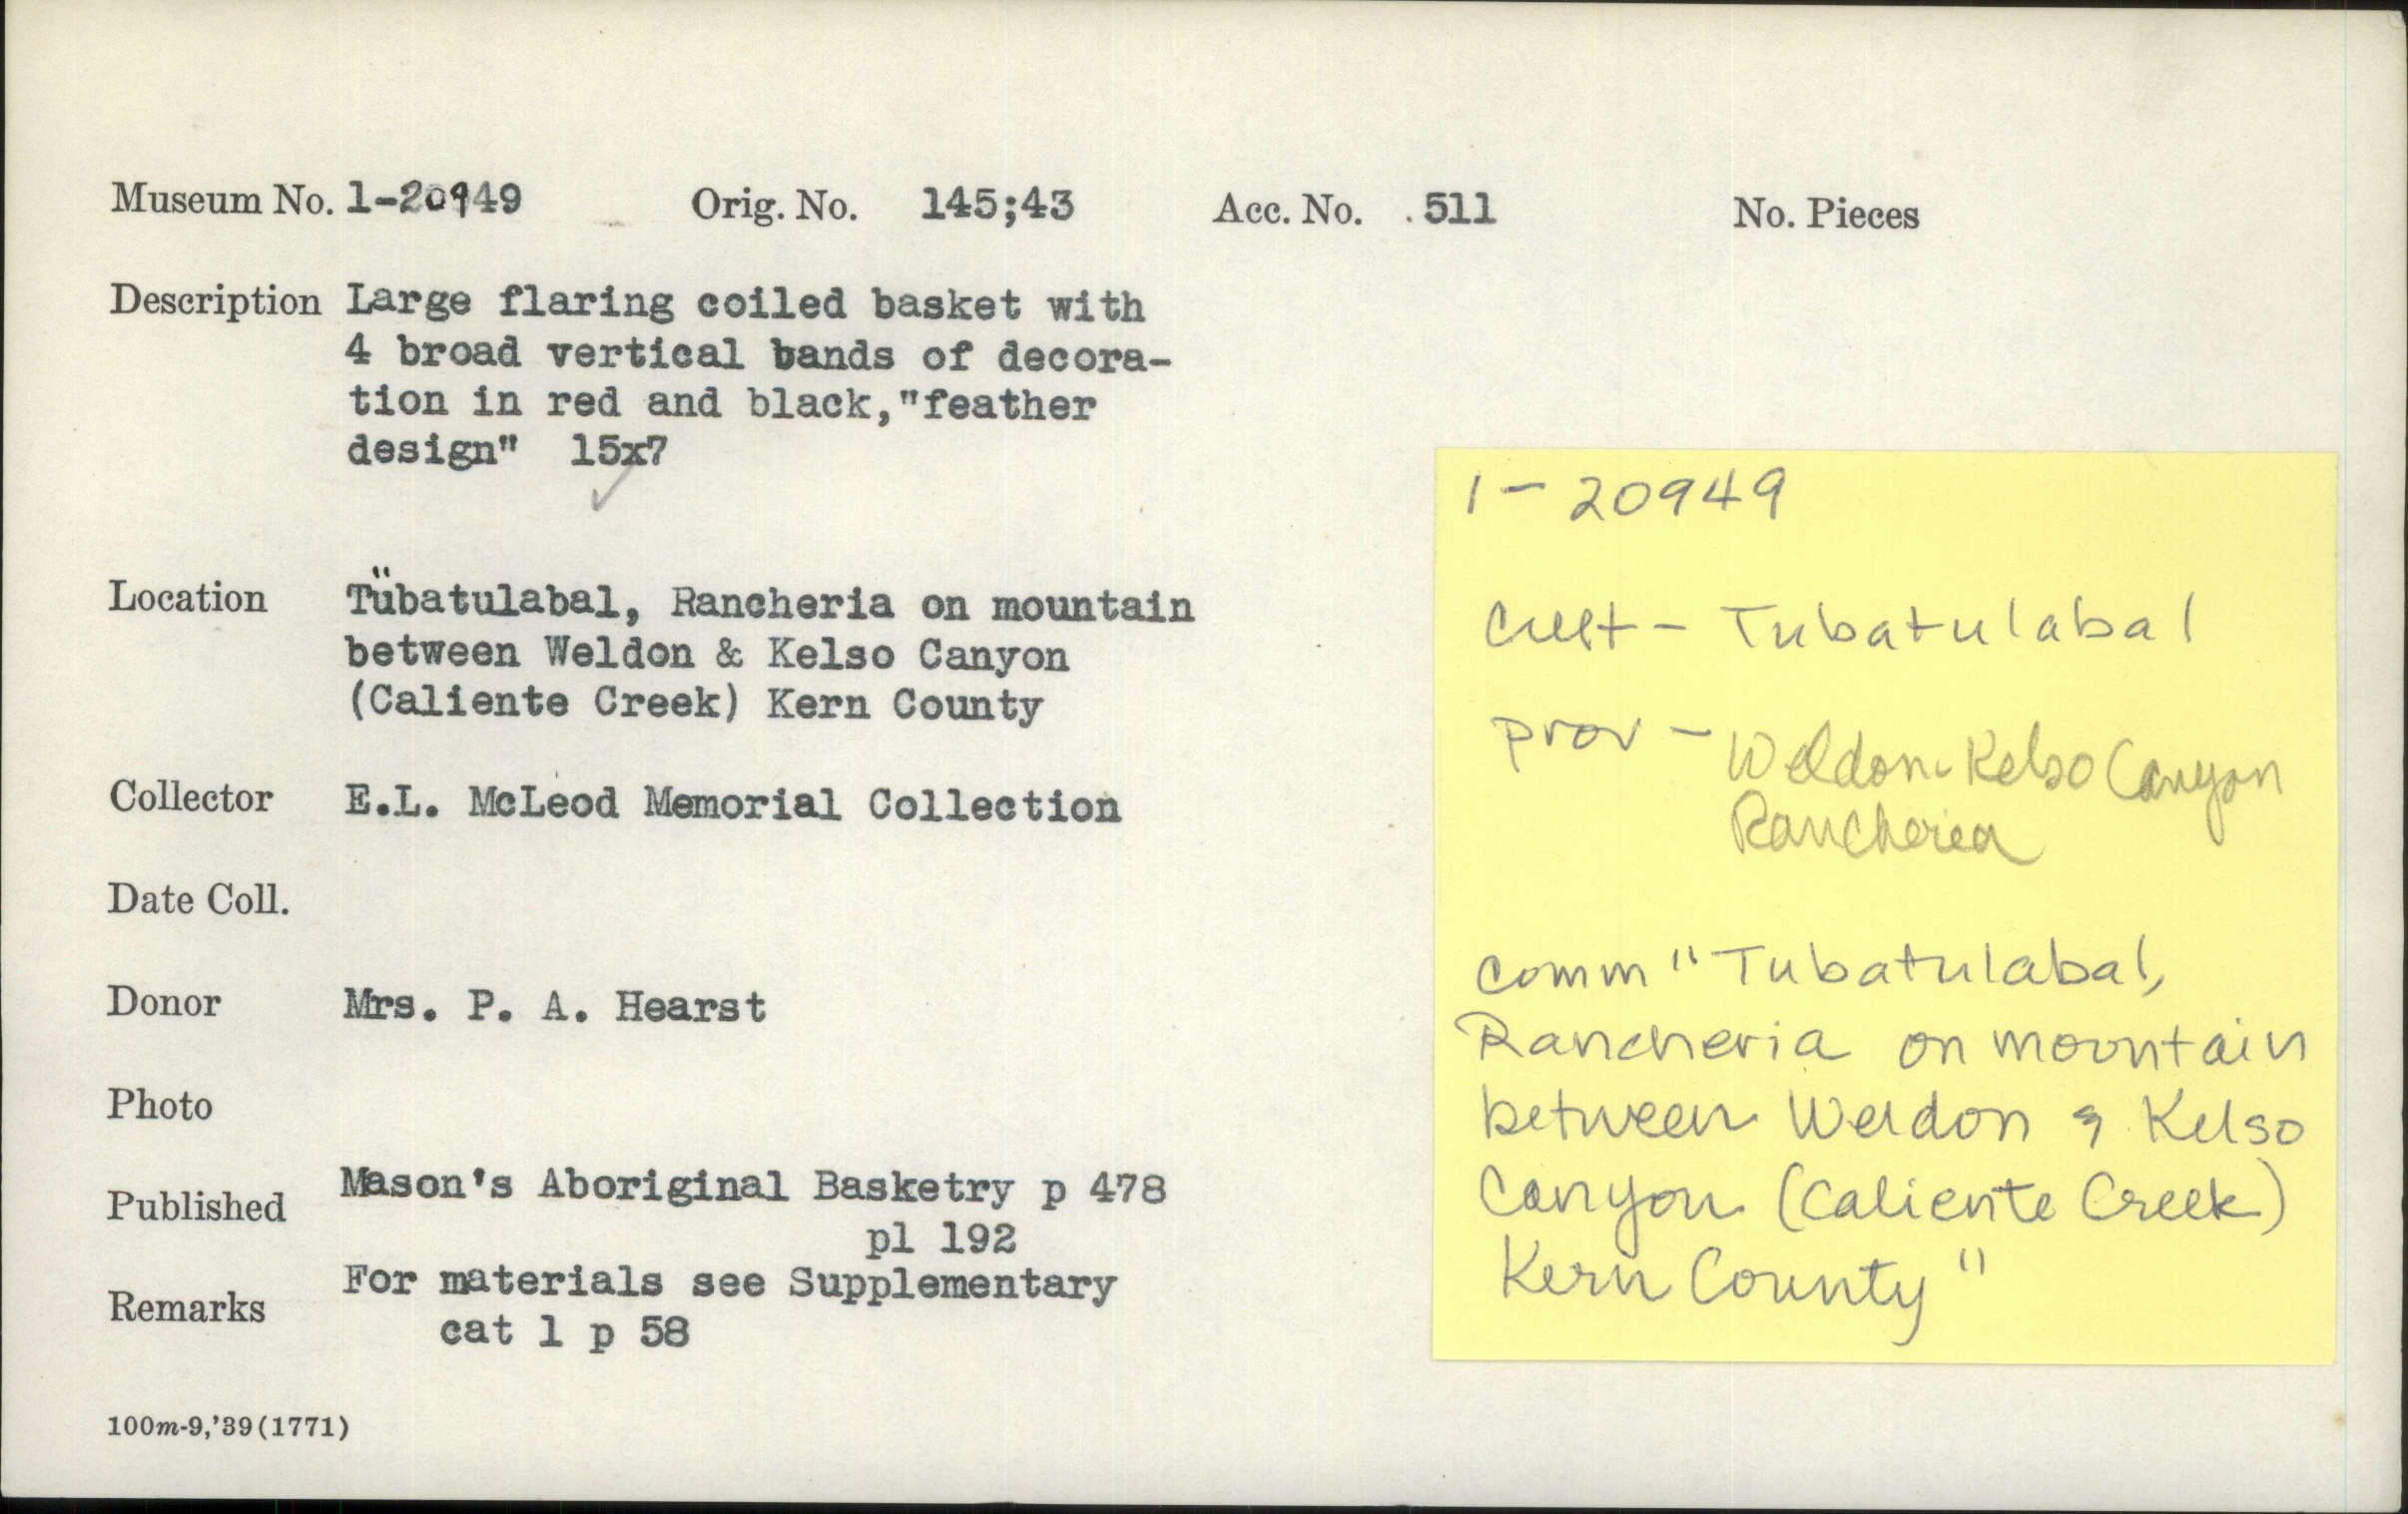 Museum No. 1-20949 Orig. No. 145;43 Acc. No. 511 No. Pieces
Description Large flaring coiled basket with
4 broad vertical bands of decora-
tion in red and black,"feather
design" 15x7
Location Tübatulabal, Rancheria on mountain
between Weldon & Kelso Canyon
(Caliente Creek) Kern County
Collector E.L. McLeod Memorial Collection
Date Coll.
Donor Mrs. P. A. Hearst
Photo
Published Mason's Aboriginal Basketry p 478
pl 192
Remarks For materials see Supplementary
cat 1 p 58
100m-9,'39(1771)
1-20949
cult - Tubatulabal
prov - Weldon-Kelso Canyon
Rancheria
comm "Tubatulabal,
Rancheria on mountain
between Weldon & Kelso
Canyon (Caliente Creek)
Kern County"